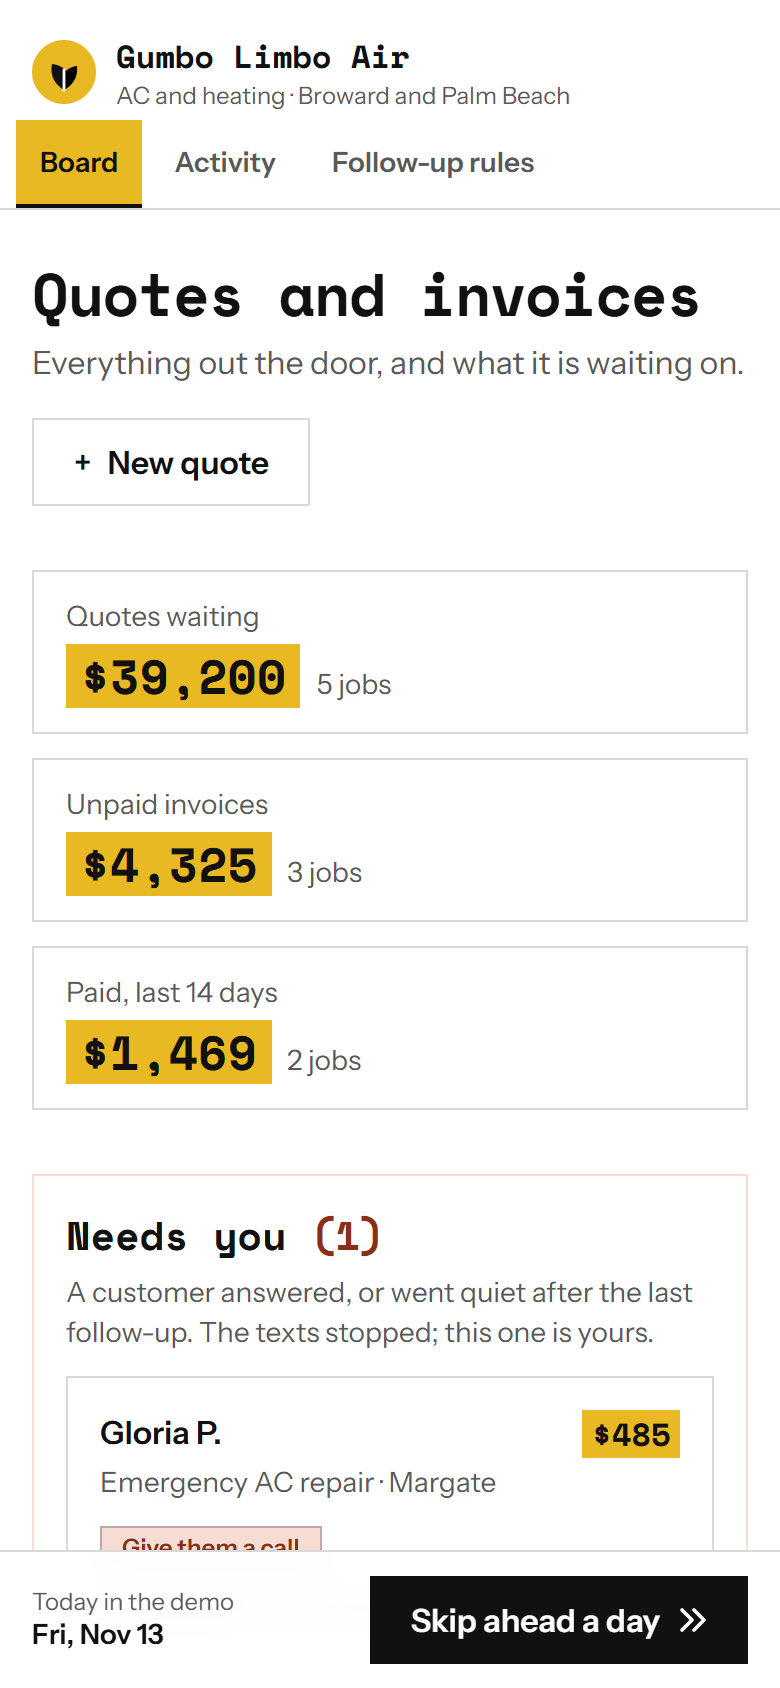 Gumbo Limbo Air
AC and heating · Broward and Palm Beach
Board Activity Follow-up rules
Quotes and invoices
Everything out the door, and what it is waiting on.
+ New quote
Quotes waiting
$39,200 5 jobs
Unpaid invoices
$4,325 3 jobs
Paid, last 14 days
$1,469 2 jobs
Needs you (1)
A customer answered, or went quiet after the last
follow-up. The texts stopped; this one is yours.
Gloria P. $485
Emergency AC repair · Margate
Give them a call
Today in the demo
Fri, Nov 13
Skip ahead a day